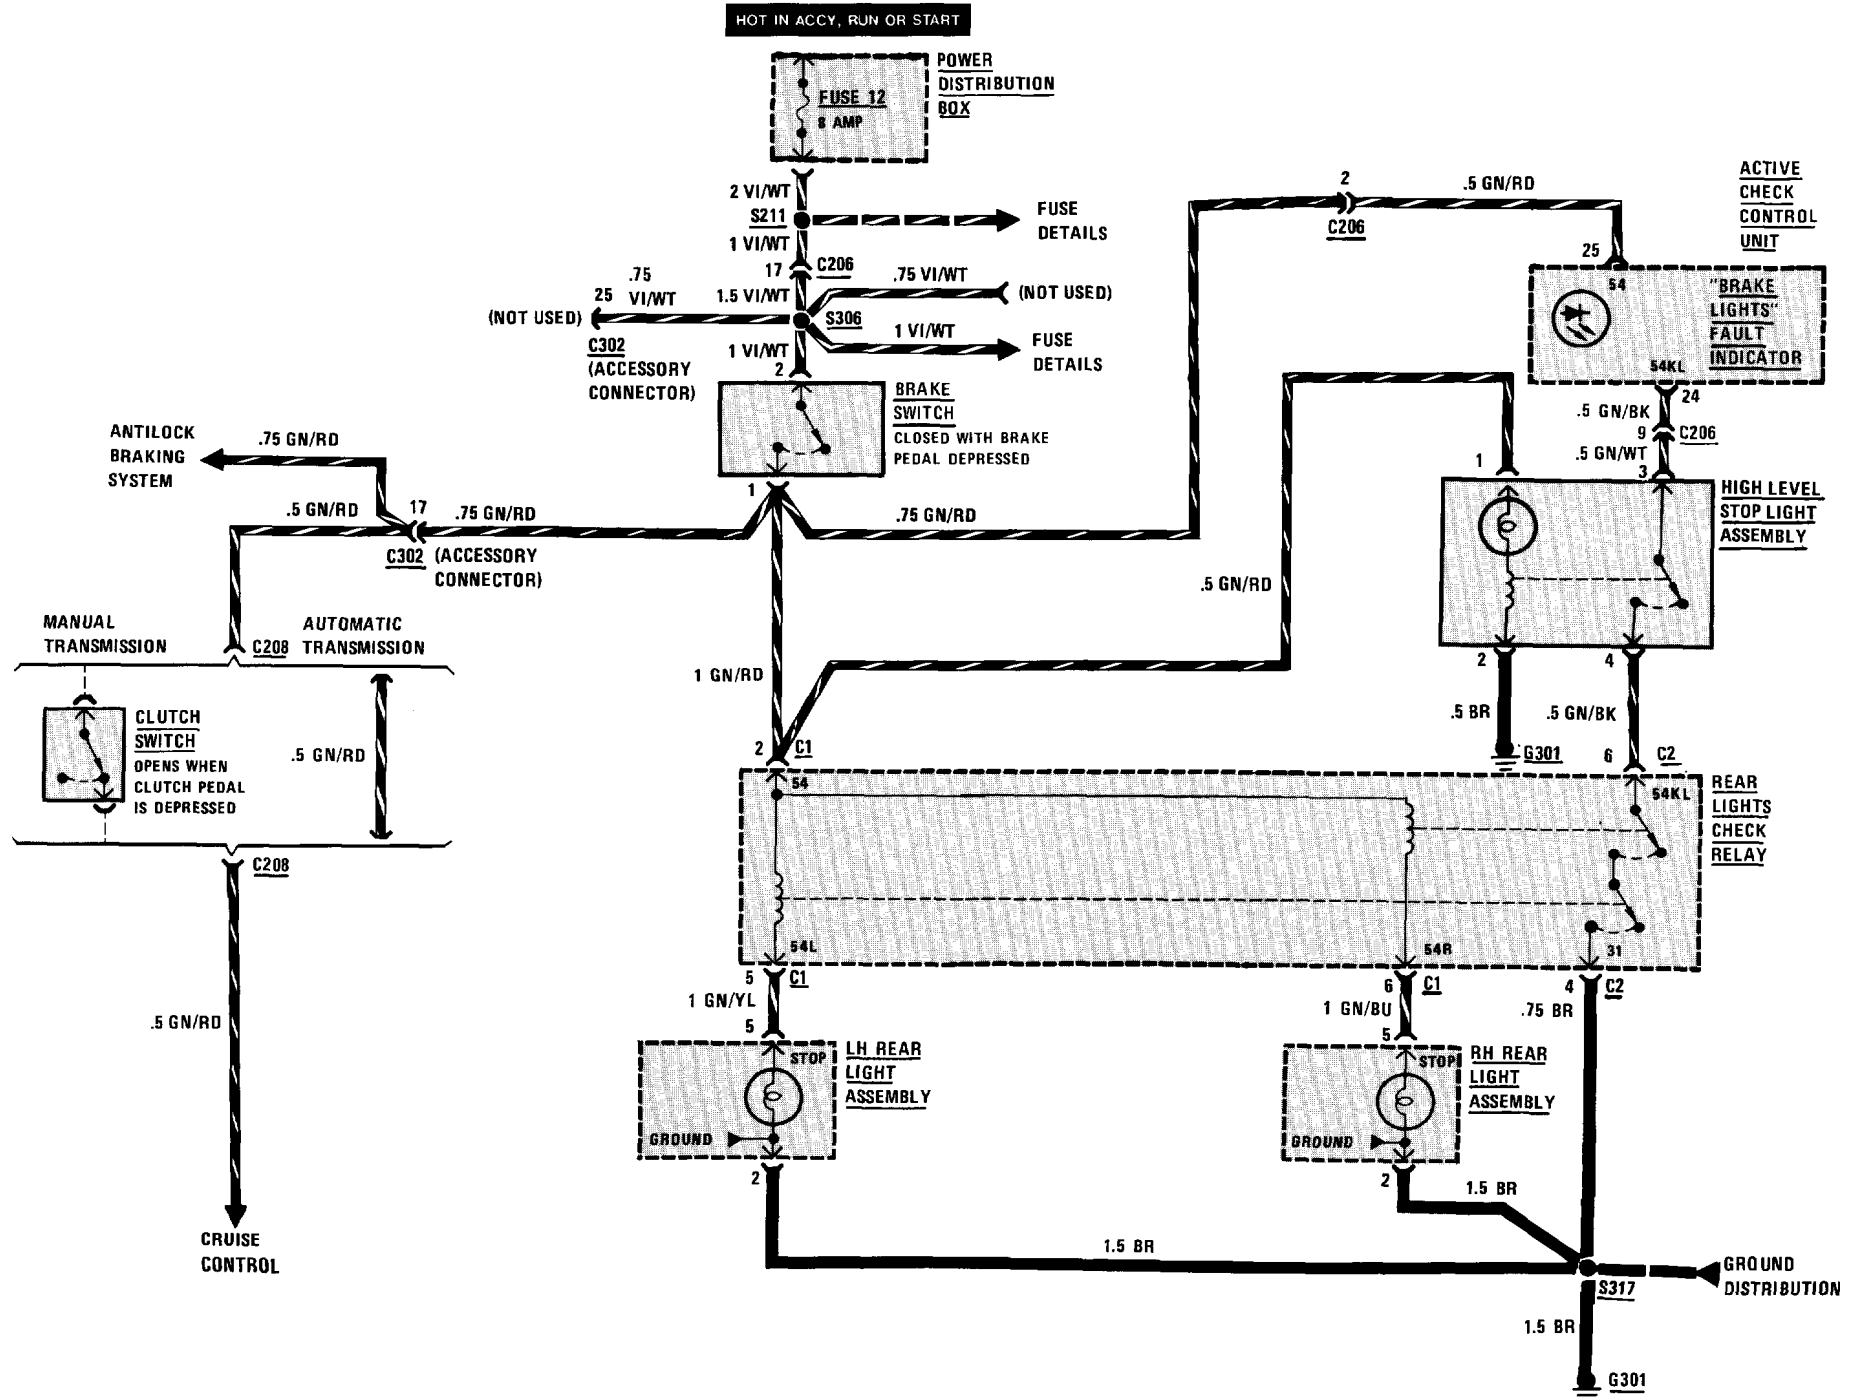 HOT IN ACCY, RUN OR START
POWER
DISTRIBUTION
BOX
FUSE 12
8 AMP
2 VI/WT
S211
FUSE
DETAILS
1 VI/WT
17
C206
.75
VI/WT
25
(NOT USED)
C302
(ACCESSORY
CONNECTOR)
1.5 VI/WT
.75 VI/WT
(NOT USED)
S306
1 VI/WT
FUSE
DETAILS
1 VI/WT
2
BRAKE
SWITCH
CLOSED WITH BRAKE
PEDAL DEPRESSED
1
2
C206
.5 GN/RD
ACTIVE
CHECK
CONTROL
UNIT
25
54
"BRAKE
LIGHTS"
FAULT
INDICATOR
54KL
24
.5 GN/BK
9
C206
.5 GN/WT
3
1
HIGH LEVEL
STOP LIGHT
ASSEMBLY
ANTILOCK
BRAKING
SYSTEM
.75 GN/RD
.5 GN/RD
17
.75 GN/RD
C302
(ACCESSORY
CONNECTOR)
.75 GN/RD
.5 GN/RD
MANUAL
TRANSMISSION
C208
AUTOMATIC
TRANSMISSION
CLUTCH
SWITCH
OPENS WHEN
CLUTCH PEDAL
IS DEPRESSED
.5 GN/RD
C208
.5 GN/RD
CRUISE
CONTROL
1 GN/RD
2
4
.5 BR
.5 GN/BK
G301
2
C1
6
C2
54
54KL
REAR
LIGHTS
CHECK
RELAY
54L
54R
31
5
C1
6
C1
4
C2
1 GN/YL
1 GN/BU
.75 BR
5
5
STOP
LH REAR
LIGHT
ASSEMBLY
GROUND
2
STOP
RH REAR
LIGHT
ASSEMBLY
GROUND
2
1.5 BR
1.5 BR
GROUND
DISTRIBUTION
S317
1.5 BR
G301